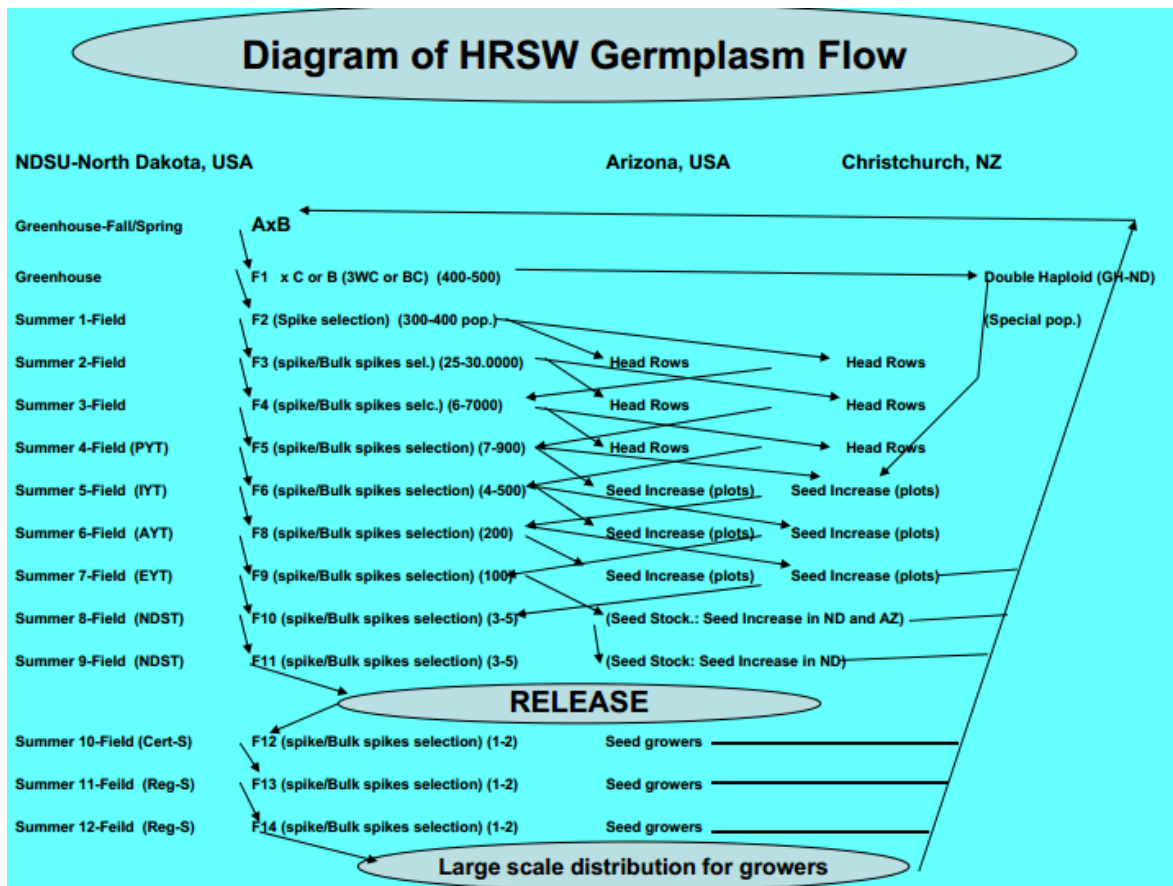 Diagram of HRSW Germplasm Flow
NDSU-North Dakota, USA Arizona, USA Christchurch, NZ
Greenhouse-Fall/Spring AxB
Greenhouse F1 x C or B (3WC or BC) (400-500) Double Haploid (GH-ND)
Summer 1-Field F2 (Spike selection) (300-400 pop.) (Special pop.)
Summer 2-Field F3 (spike/Bulk spikes sel.) (25-30.0000) Head Rows Head Rows
Summer 3-Field F4 (spike/Bulk spikes selc.) (6-7000) Head Rows Head Rows
Summer 4-Field (PYT) F5 (spike/Bulk spikes selection) (7-900) Head Rows Head Rows
Summer 5-Field (IYT) F6 (spike/Bulk spikes selection) (4-500) Seed Increase (plots) Seed Increase (plots)
Summer 6-Field (AYT) F8 (spike/Bulk spikes selection) (200) Seed Increase (plots) Seed Increase (plots)
Summer 7-Field (EYT) F9 (spike/Bulk spikes selection) (100) Seed Increase (plots) Seed Increase (plots)
Summer 8-Field (NDST) F10 (spike/Bulk spikes selection) (3-5) (Seed Stock.: Seed Increase in ND and AZ)
Summer 9-Field (NDST) F11 (spike/Bulk spikes selection) (3-5) (Seed Stock: Seed Increase in ND)
RELEASE
Summer 10-Field (Cert-S) F12 (spike/Bulk spikes selection) (1-2) Seed growers
Summer 11-Feild (Reg-S) F13 (spike/Bulk spikes selection) (1-2) Seed growers
Summer 12-Feild (Reg-S) F14 (spike/Bulk spikes selection) (1-2) Seed growers
Large scale distribution for growers